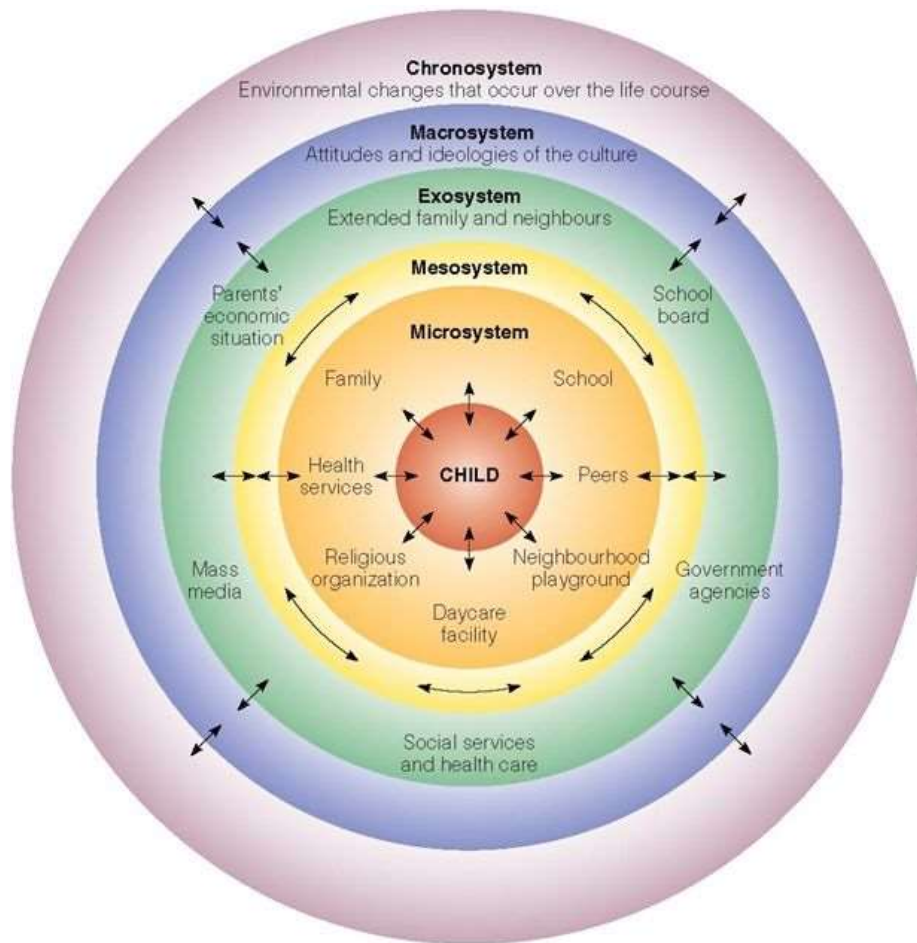 Chronosystem
Environmental changes that occur over the life course
Macrosystem
Attitudes and ideologies of the culture
Exosystem
Extended family and neighbours
Mesosystem
Parents'
economic
situation
School
board
Microsystem
Family
School
Health
services
CHILD
Peers
Religious
organization
Neighbourhood
playground
Mass
media
Government
agencies
Daycare
facility
Social services
and health care